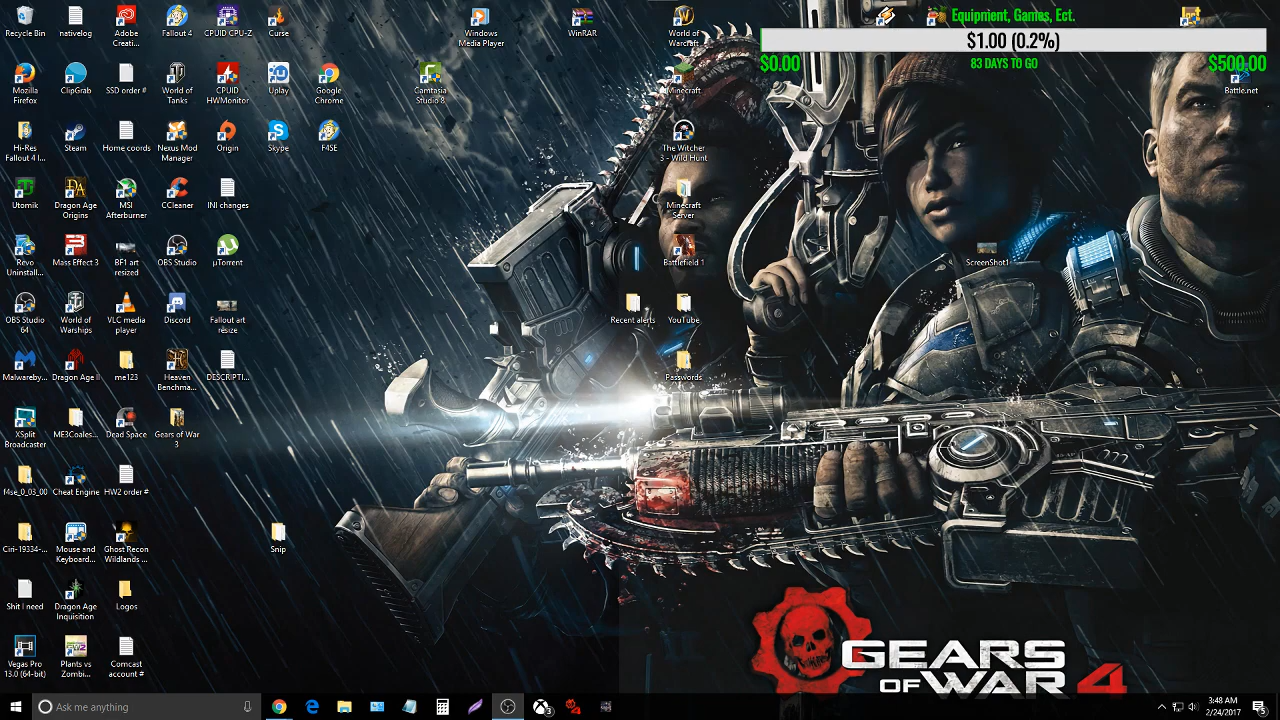 Recycle Bin
nativelog
Adobe
Creati...
Fallout 4
CPUID CPU-Z
Curse
Windows
Media Player
WinRAR
World of
Warcraft
Equipment, Games, Ect.
$1.00 (0.2%)
$0.00
83 DAYS TO GO
$500.00
Mozilla
Firefox
ClipGrab
SSD order #
World of
Tanks
CPUID
HWMonitor
Uplay
Google
Chrome
Camtasia
Studio 8
Minecraft
Battle.net
Hi-Res
Fallout 4 I...
Steam
Home coords
Nexus Mod
Manager
Origin
Skype
F4SE
The Witcher
3 - Wild Hunt
Utomik
Dragon Age
Origins
MSI
Afterburner
CCleaner
INI changes
Minecraft
Server
Revo
Uninstall...
Mass Effect 3
BF1 art
resized
OBS Studio
µTorrent
Battlefield 1
ScreenShot1
OBS Studio
64
World of
Warships
VLC media
player
Discord
Fallout art
resize
Recent alerts
YouTube
Malwareby...
Dragon Age II
me123
Heaven
Benchma...
DESCRIPTI...
Passwords
XSplit
Broadcaster
ME3Coales...
Dead Space
Gears of War
3
f4se_0_03_00
Cheat Engine
HW2 order #
Ciri-19334-...
Mouse and
Keyboard...
Ghost Recon
Wildlands ...
Snip
Shit I need
Dragon Age
Inquisition
Logos
Vegas Pro
13.0 (64-bit)
Plants vs
Zombi...
Comcast
account #
GEARS
OF WAR 4
Ask me anything
3:48 AM
2/24/2017